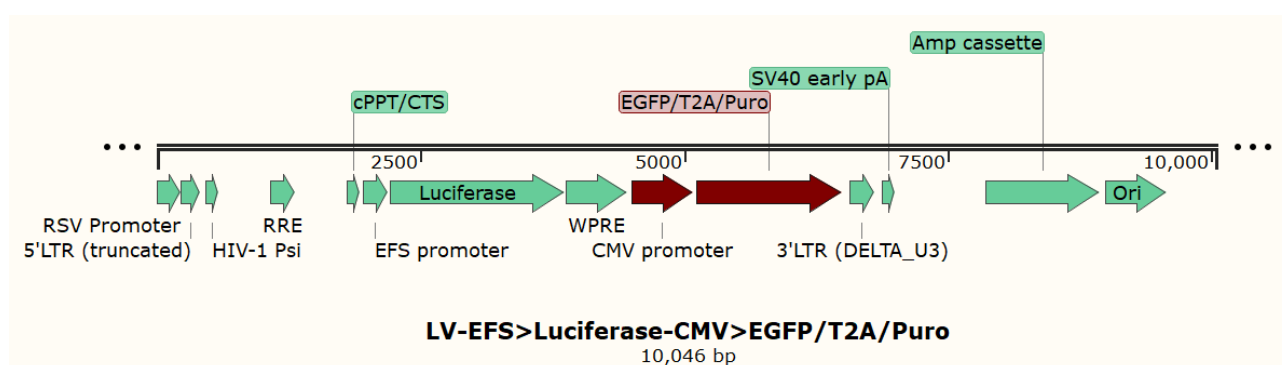 Amp cassette
SV40 early pA
EGFP/T2A/Puro
cPPT/CTS
2500 5000 7500 10,000
Luciferase Ori
RSV Promoter RRE WPRE
5'LTR (truncated) HIV-1 Psi EFS promoter CMV promoter 3'LTR (DELTA_U3)
LV-EFS>Luciferase-CMV>EGFP/T2A/Puro
10,046 bp